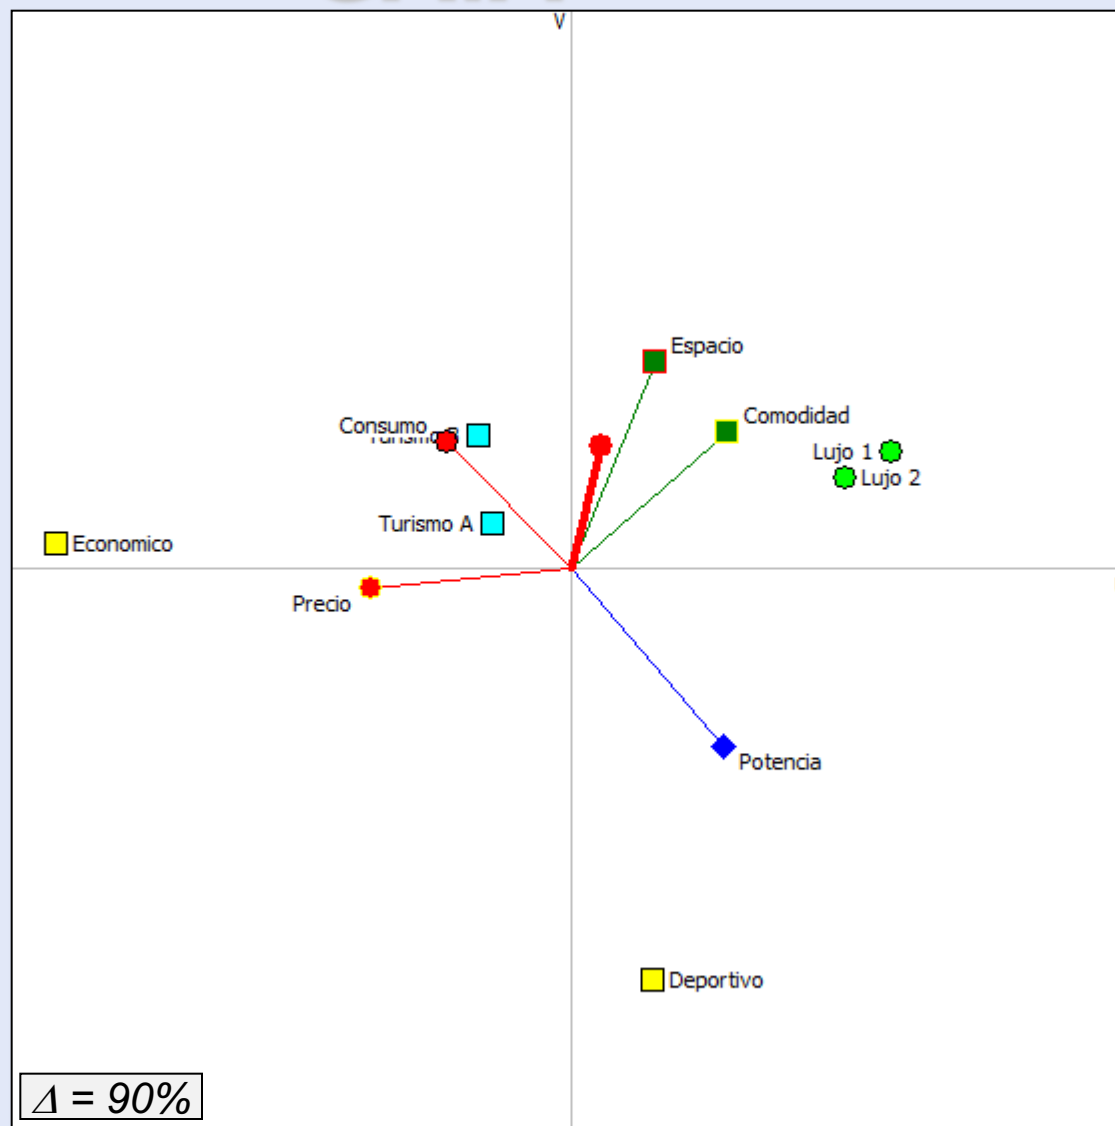 V
Espacio
Comodidad
Consumo
Lujo 1
Lujo 2
Turismo A
Economico
Precio
Potencia
Deportivo
Δ = 90%